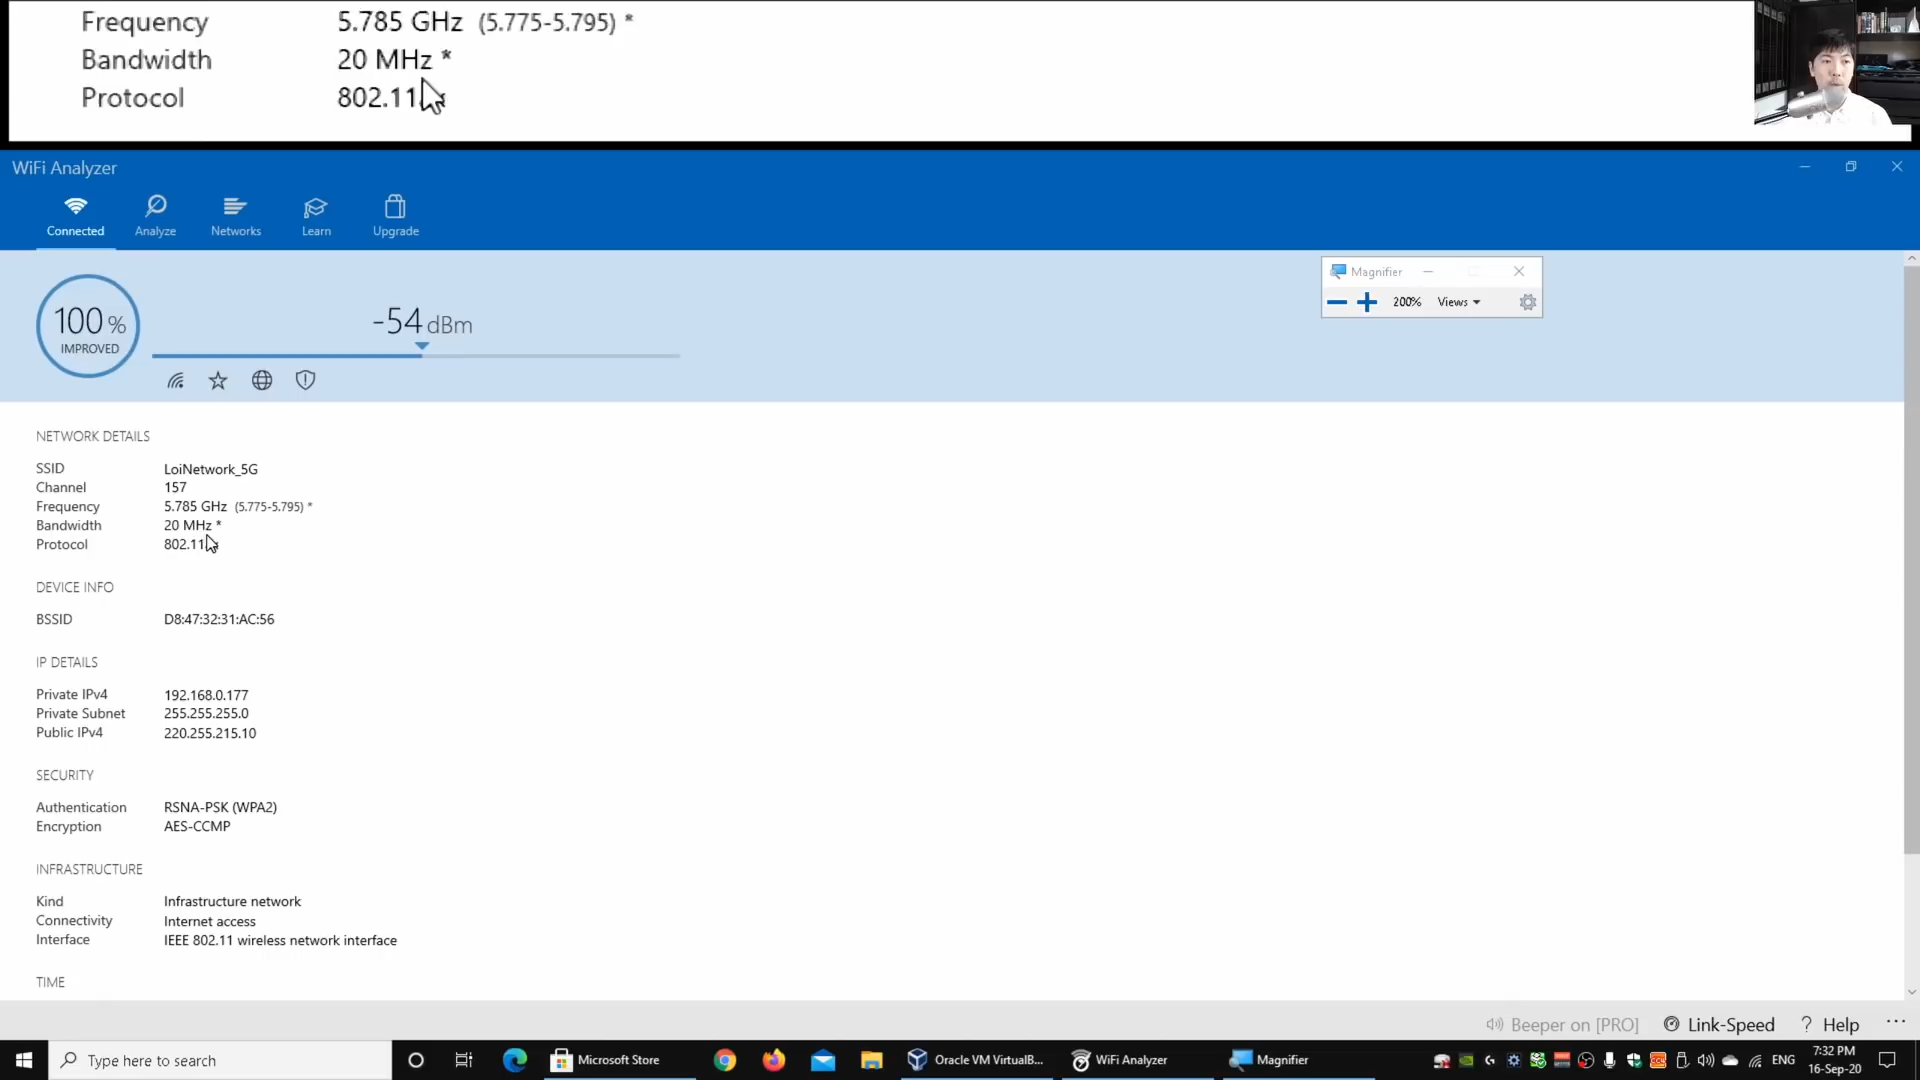 Frequency 5.785 GHz (5.775-5.795) *
Bandwidth 20 MHz *
Protocol 802.11
WiFi Analyzer
Connected Analyze Networks Learn Upgrade
Magnifier
200% Views
100 %
IMPROVED
-54 dBm
NETWORK DETAILS
SSID LoiNetwork_5G
Channel 157
Frequency 5.785 GHz (5.775-5.795) *
Bandwidth 20 MHz *
Protocol 802.11
DEVICE INFO
BSSID D8:47:32:31:AC:56
IP DETAILS
Private IPv4 192.168.0.177
Private Subnet 255.255.255.0
Public IPv4 220.255.215.10
SECURITY
Authentication RSNA-PSK (WPA2)
Encryption AES-CCMP
INFRASTRUCTURE
Kind Infrastructure network
Connectivity Internet access
Interface IEEE 802.11 wireless network interface
TIME
Beeper on [PRO] Link-Speed ? Help ...
Type here to search
Microsoft Store
Oracle VM VirtualB...
WiFi Analyzer
Magnifier
ENG
7:32 PM
16-Sep-20